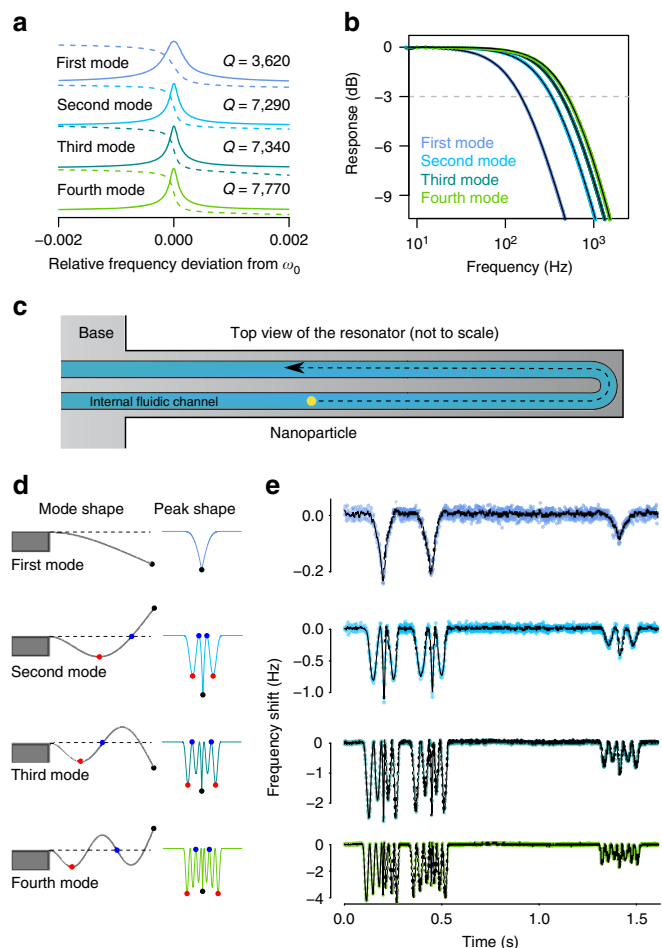 a
First mode
Q = 3,620
Second mode
Q = 7,290
Third mode
Q = 7,340
Fourth mode
Q = 7,770
−0.002 0.000 0.002
Relative frequency deviation from ω0
b
Response (dB)
0
−3
−6
−9
First mode
Second mode
Third mode
Fourth mode
10^1 10^2 10^3
Frequency (Hz)
c
Base
Top view of the resonator (not to scale)
Internal fluidic channel
Nanoparticle
d
Mode shape Peak shape
First mode
Second mode
Third mode
Fourth mode
e
Frequency shift (Hz)
0.0
−0.2
0.0
−0.5
−1.0
0
−1
−2
0
−2
−4
0.0 0.5 1.0 1.5
Time (s)